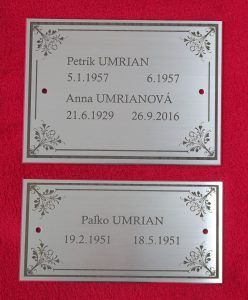 Petrík UMRIAN
5.1.1957 6.1957
Anna UMRIANOVÁ
21.6.1929 26.9.2016
Paľko UMRIAN
19.2.1951 18.5.1951